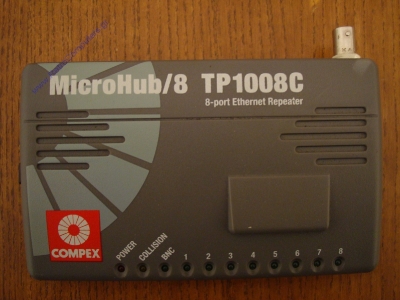 MicroHub/8 TP1008C
8-port Ethernet Repeater
COMPEX
POWER COLLISION BNC 1 2 3 4 5 6 7 8